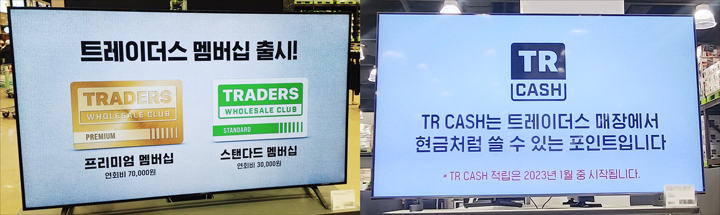 트레이더스 멤버십 출시!
TRADERS
WHOLESALE CLUB
PREMIUM
프리미엄 멤버십
연회비 70,000원
TRADERS
WHOLESALE CLUB
STANDARD
스탠다드 멤버십
연회비 30,000원
TR
CASH
TR CASH는 트레이더스 매장에서
현금처럼 쓸 수 있는 포인트입니다
* TR CASH 적립은 2023년 1월 중 시작됩니다.